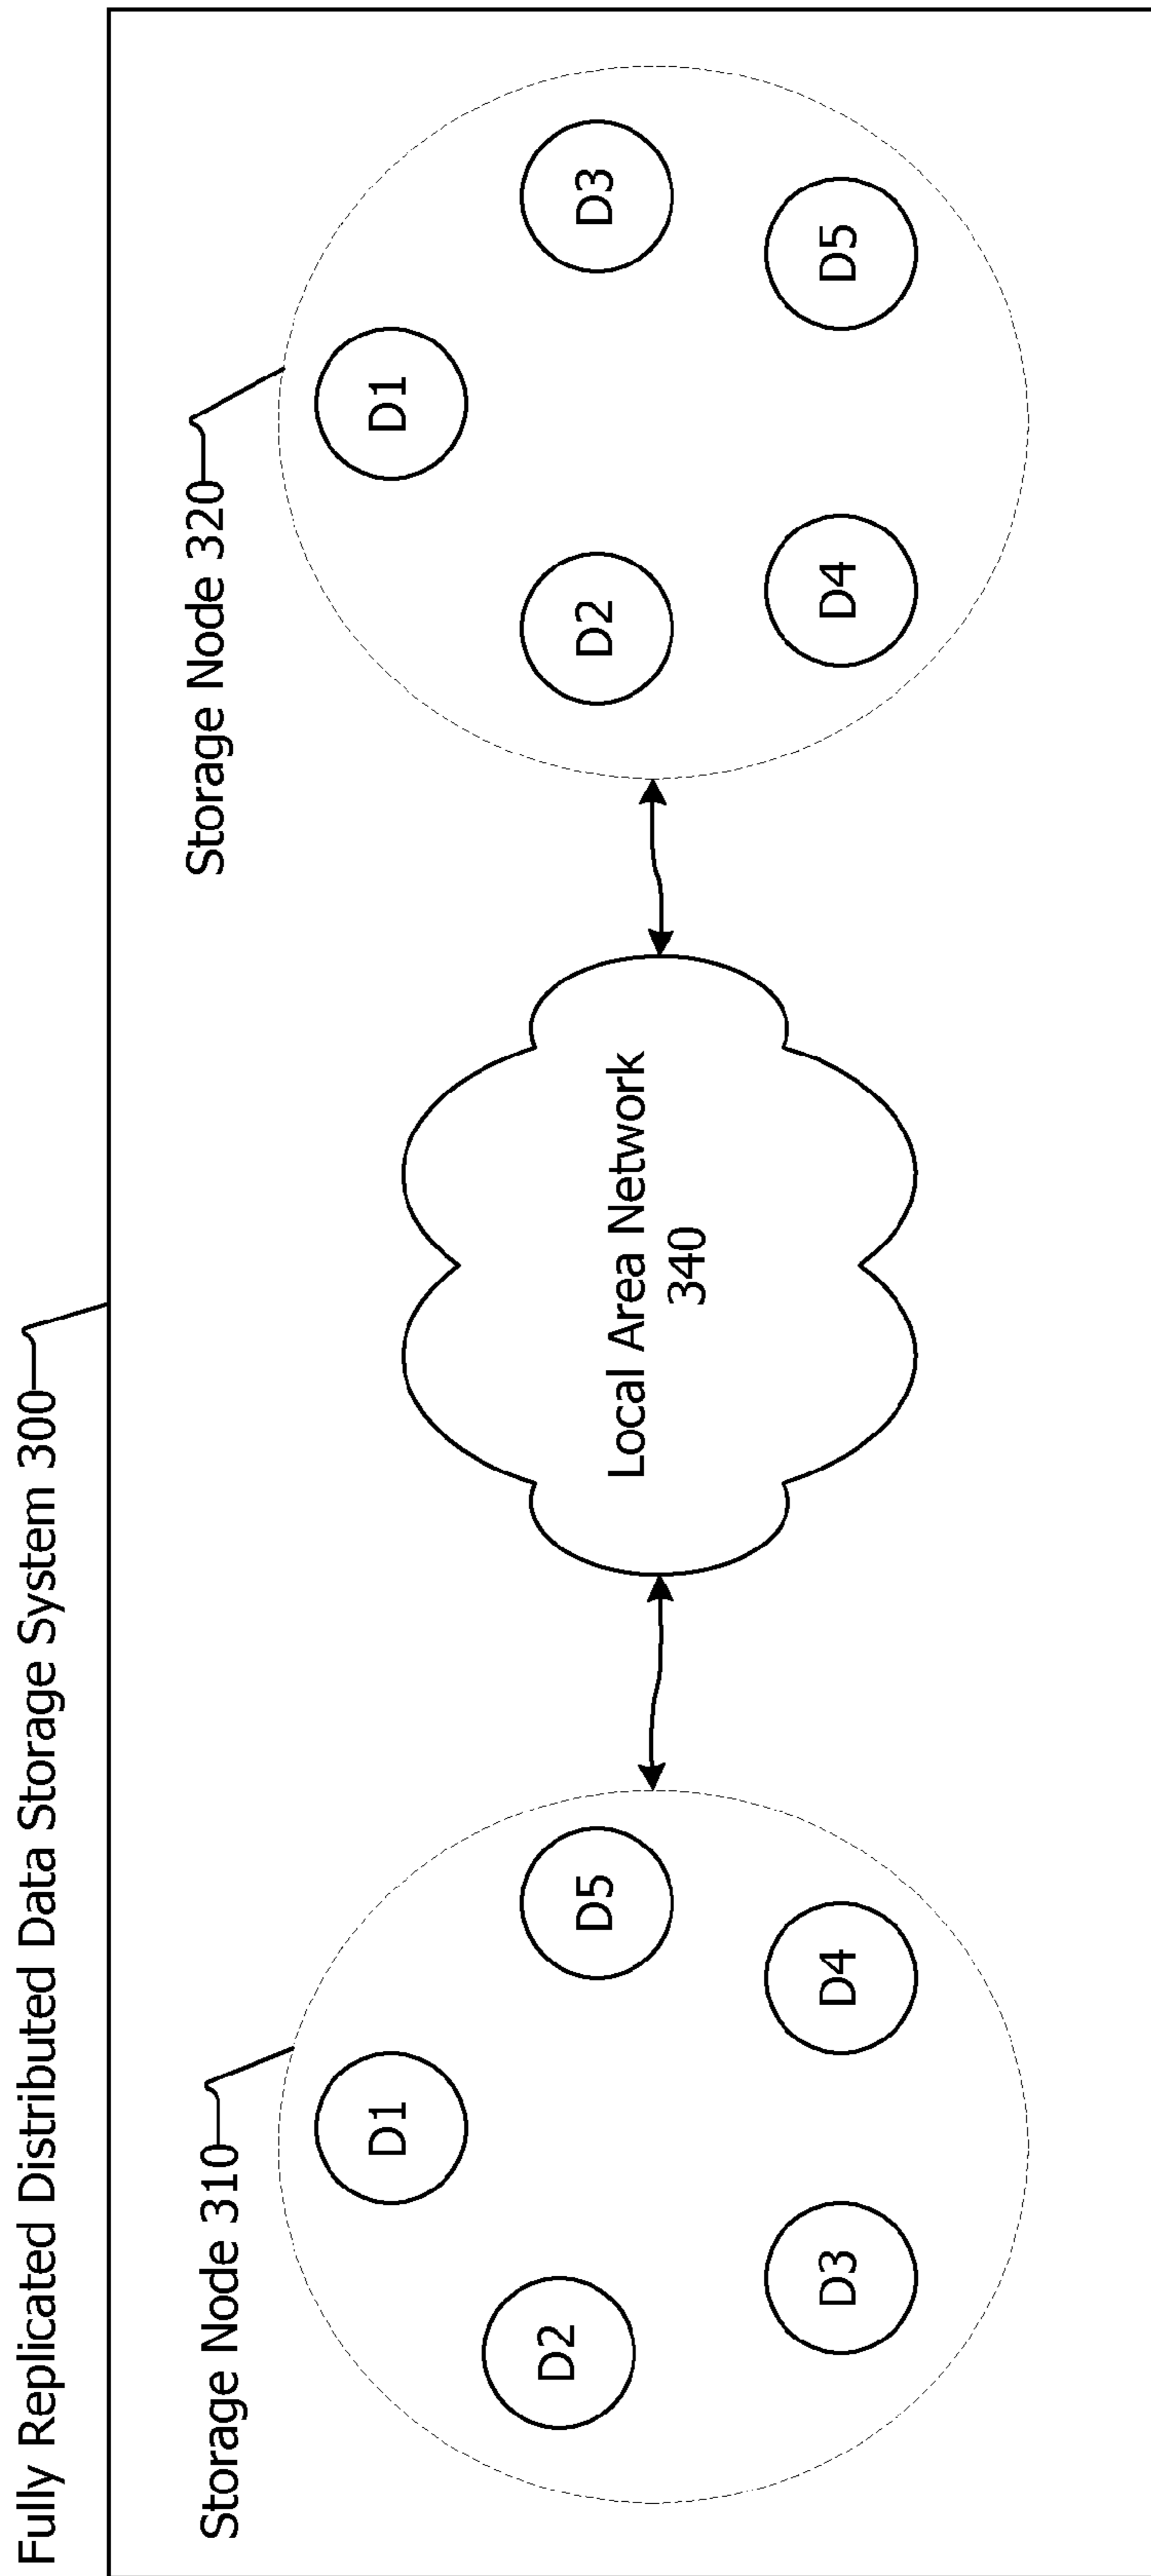 Fully Replicated Distributed Data Storage System 300
Storage Node 310
D1
D2
D5
D3
D4
Local Area Network
340
Storage Node 320
D1
D2
D3
D4
D5